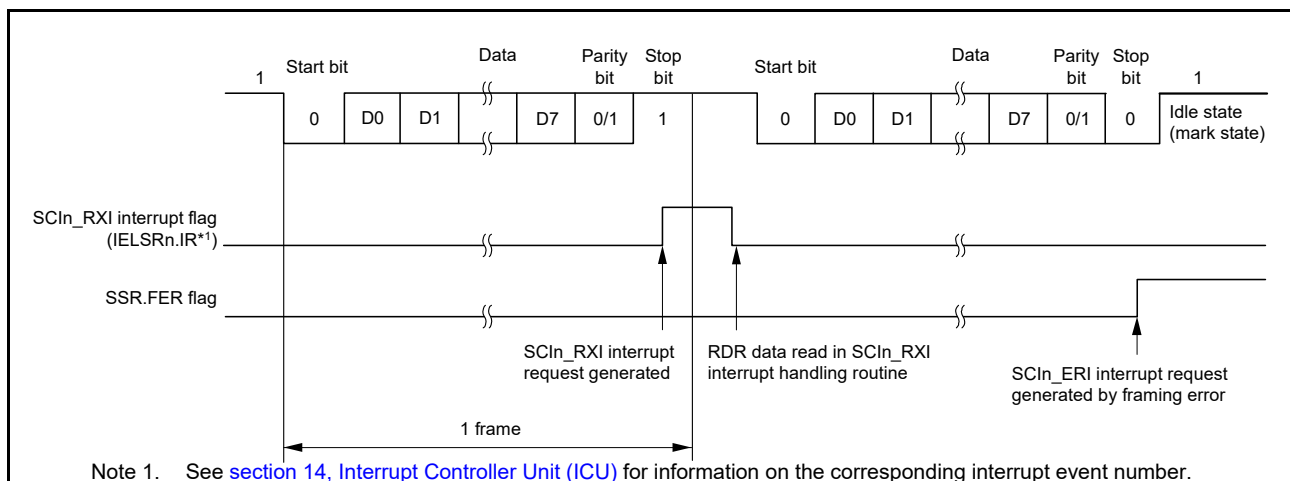 1 Start bit Data Parity bit Stop bit Start bit Data Parity bit Stop bit 1
0 D0 D1 D7 0/1 1 0 D0 D1 D7 0/1 0 Idle state (mark state)
SCIn_RXI interrupt flag
(IELSRn.IR*1)
SSR.FER flag
SCIn_RXI interrupt
request generated
RDR data read in SCIn_RXI
interrupt handling routine
SCIn_ERI interrupt request
generated by framing error
1 frame
Note 1. See section 14, Interrupt Controller Unit (ICU) for information on the corresponding interrupt event number.